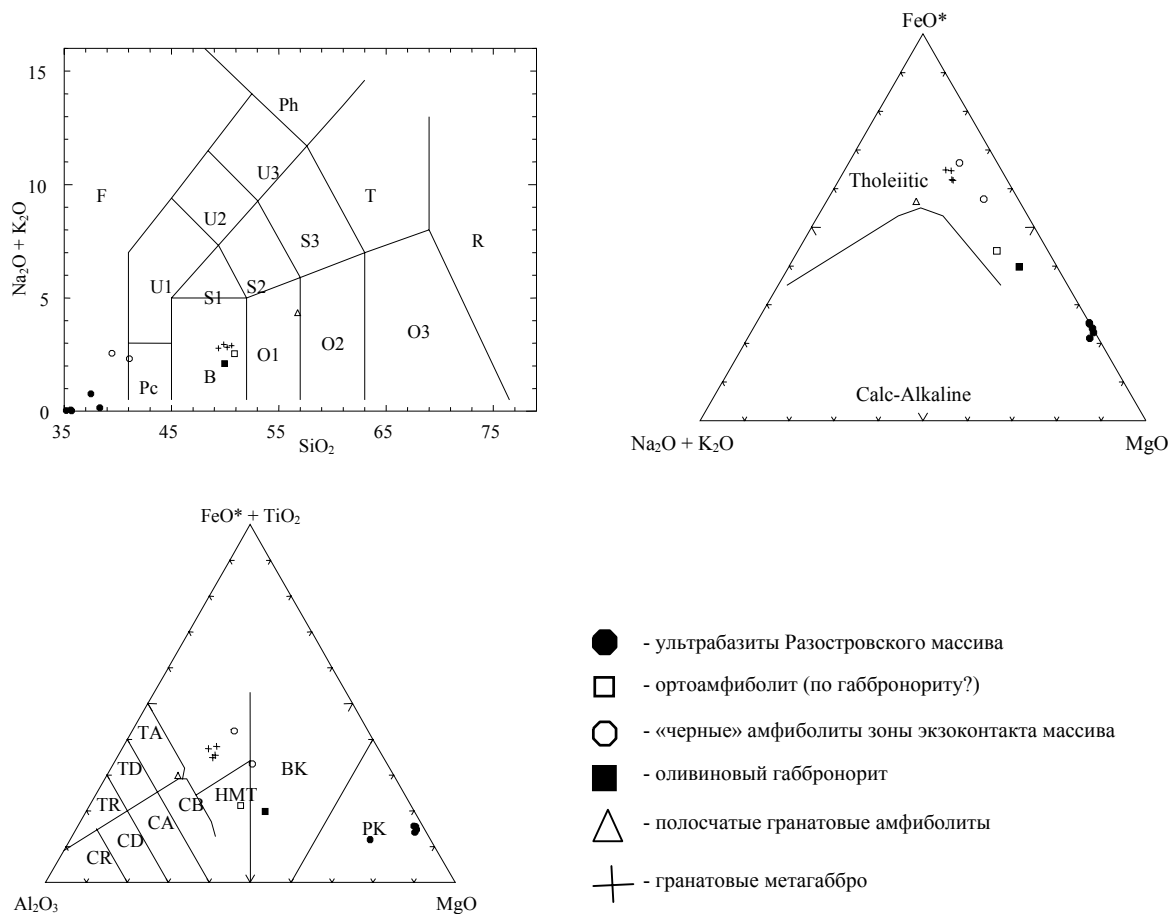 15
10
5
0
Na₂O + K₂O
Ph
U3
F
T
U2
S3
R
U1
S1
S2
O3
O2
O1
B
Pc
35
45
55
65
75
SiO₂
FeO*
Tholeiitic
Calc-Alkaline
Na₂O + K₂O
MgO
FeO* + TiO₂
TA
TD
BK
TR
CB
HMT
CA
PK
CD
CR
Al₂O₃
MgO
- ультрабазиты Разостровского массива
- ортоамфиболит (по габбронориту?)
- «черные» амфиболиты зоны экзоконтакта массива
- оливиновый габбронорит
- полосчатые гранатовые амфиболиты
- гранатовые метагаббро